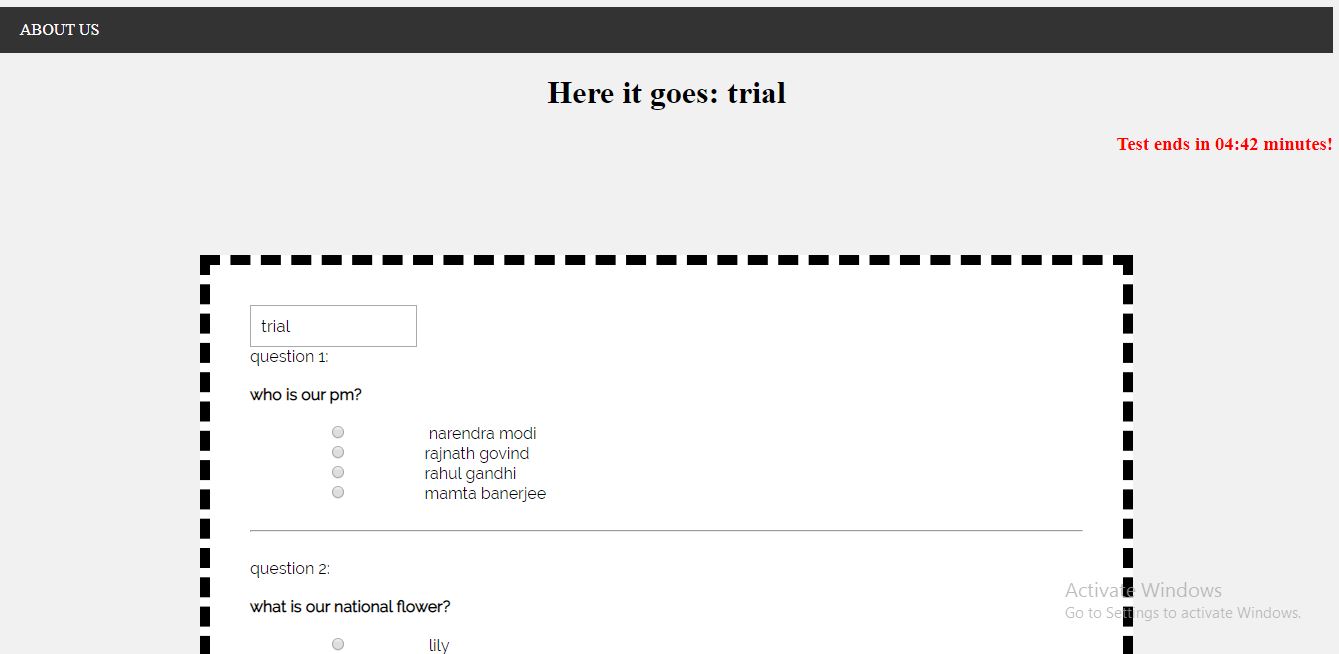 ABOUT US
Here it goes: trial
Test ends in 04:42 minutes!
trial
question 1:
who is our pm?
narendra modi
rajnath govind
rahul gandhi
mamta banerjee
question 2:
what is our national flower?
lily
Activate Windows
Go to Settings to activate Windows.